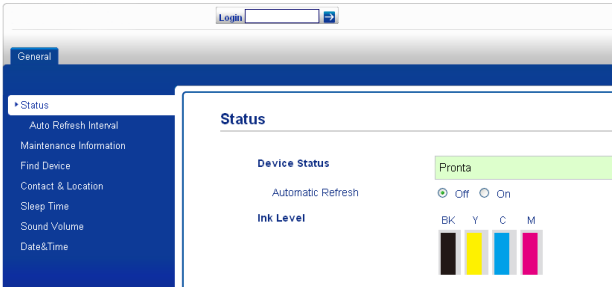 Login
General
Status
Auto Refresh Interval
Maintenance Information
Find Device
Contact & Location
Sleep Time
Sound Volume
Date&Time
Status
Device Status Pronta
Automatic Refresh Off On
Ink Level BK Y C M